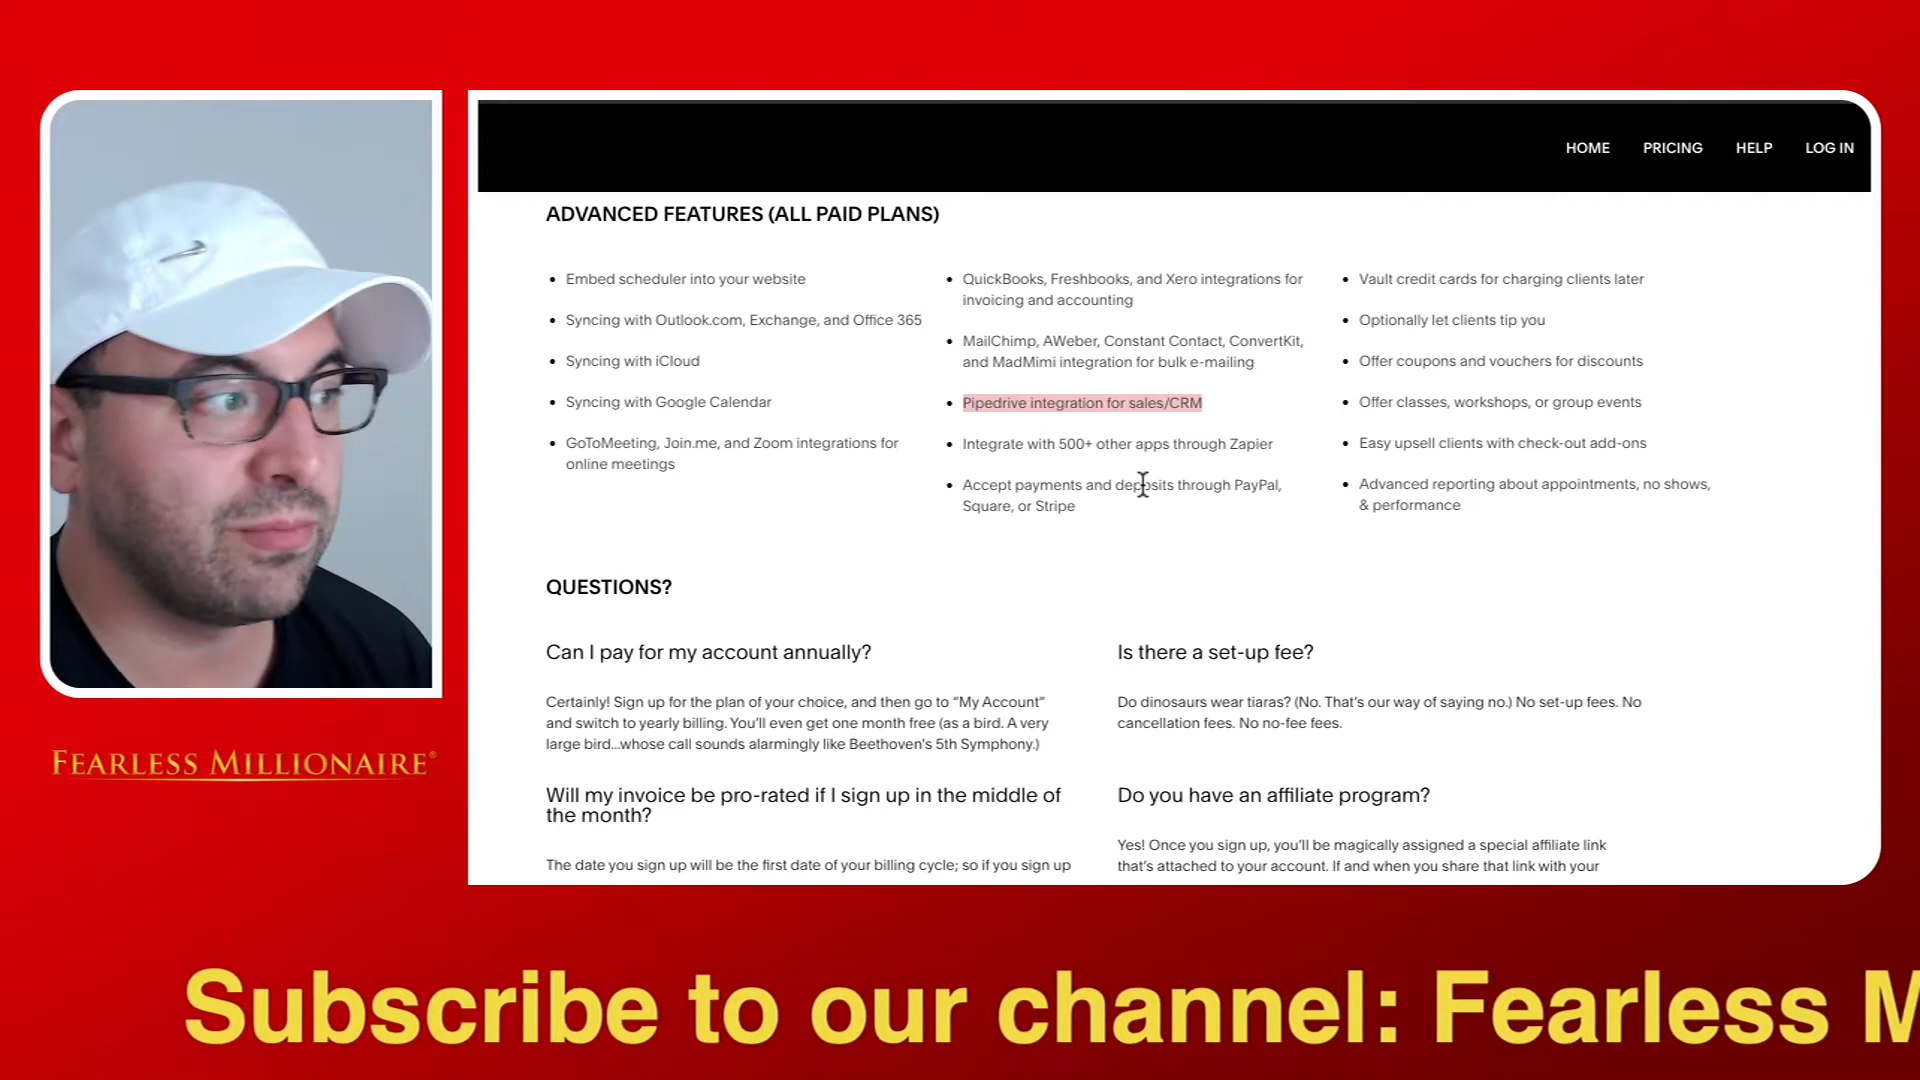 HOME PRICING HELP LOG IN
ADVANCED FEATURES (ALL PAID PLANS)
Embed scheduler into your website
Syncing with Outlook.com, Exchange, and Office 365
Syncing with iCloud
Syncing with Google Calendar
GoToMeeting, Join.me, and Zoom integrations for
online meetings
QuickBooks, Freshbooks, and Xero integrations for
invoicing and accounting
MailChimp, AWeber, Constant Contact, ConvertKit,
and MadMimi integration for bulk e-mailing
Pipedrive integration for sales/CRM
Integrate with 500+ other apps through Zapier
Accept payments and deposits through PayPal,
Square, or Stripe
Vault credit cards for charging clients later
Optionally let clients tip you
Offer coupons and vouchers for discounts
Offer classes, workshops, or group events
Easy upsell clients with check-out add-ons
Advanced reporting about appointments, no shows,
& performance
QUESTIONS?
Can I pay for my account annually?
Certainly! Sign up for the plan of your choice, and then go to “My Account”
and switch to yearly billing. You’ll even get one month free (as a bird. A very
large bird...whose call sounds alarmingly like Beethoven’s 5th Symphony.)
Is there a set-up fee?
Do dinosaurs wear tiaras? (No. That’s our way of saying no.) No set-up fees. No
cancellation fees. No no-fee fees.
Will my invoice be pro-rated if I sign up in the middle of
the month?
The date you sign up will be the first date of your billing cycle; so if you sign up
Do you have an affiliate program?
Yes! Once you sign up, you’ll be magically assigned a special affiliate link
that’s attached to your account. If and when you share that link with your
FEARLESS MILLIONAIRE®
Subscribe to our channel: Fearless M